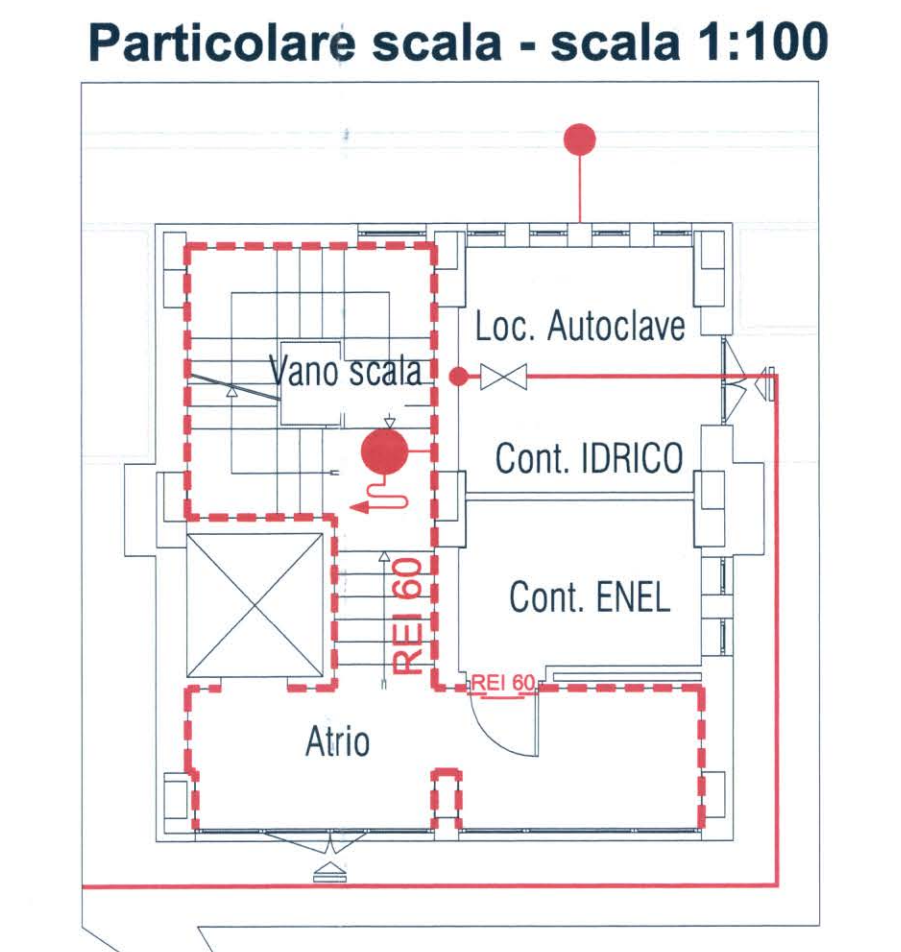 Particolare scala - scala 1:100
Loc. Autoclave
Vano scala
Cont. IDRICO
REI 60
Cont. ENEL
REI 60
Atrio